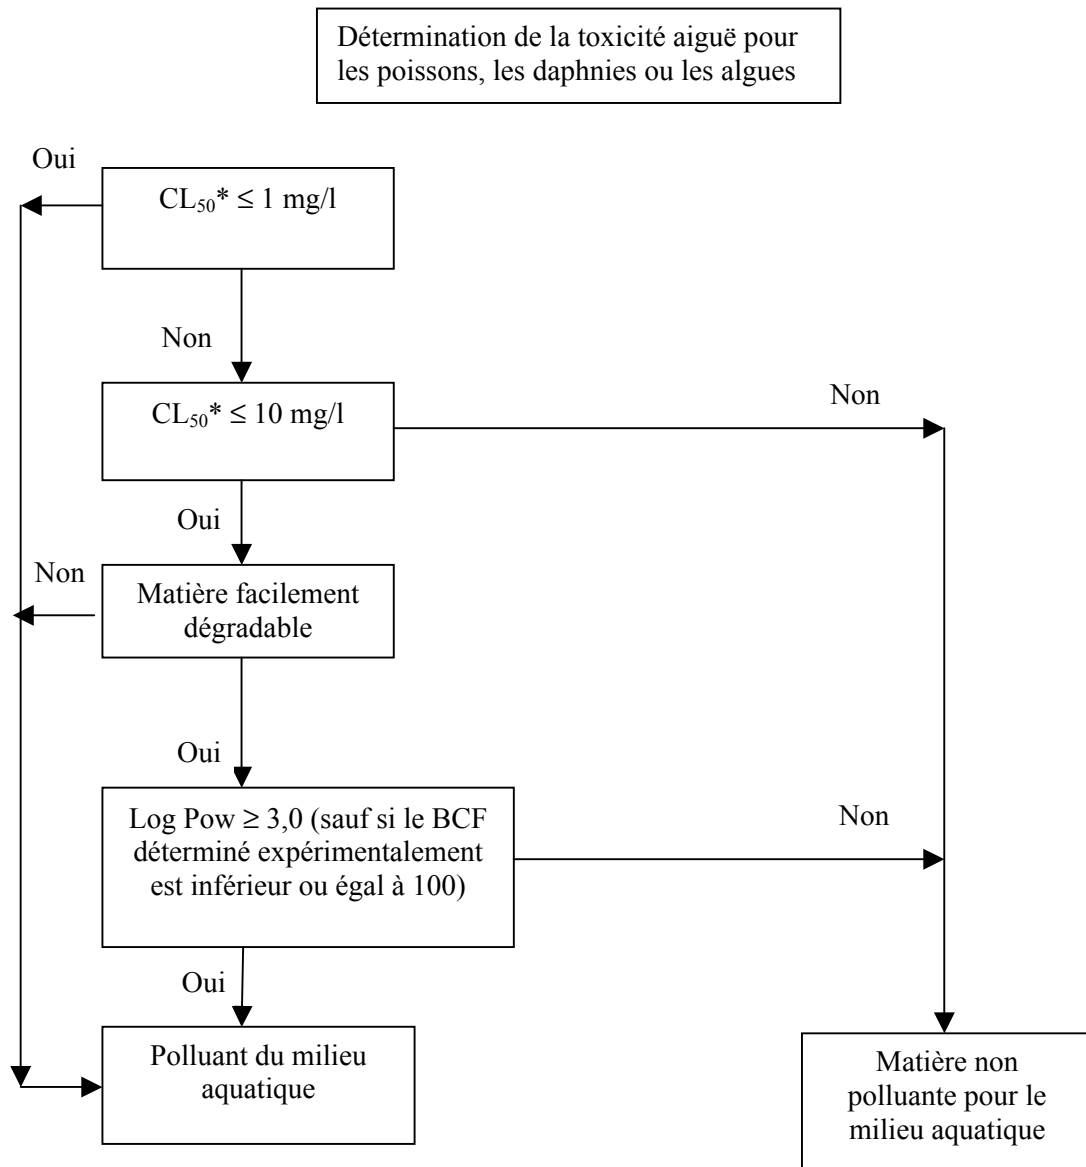 Détermination de la toxicité aiguë pour
les poissons, les daphnies ou les algues
Oui
CL₅₀* ≤ 1 mg/l
Non
CL₅₀* ≤ 10 mg/l
Non
Oui
Non
Matière facilement
dégradable
Oui
Log Pow ≥ 3,0 (sauf si le BCF
déterminé expérimentalement
est inférieur ou égal à 100)
Non
Oui
Polluant du milieu
aquatique
Matière non
polluante pour le
milieu aquatique